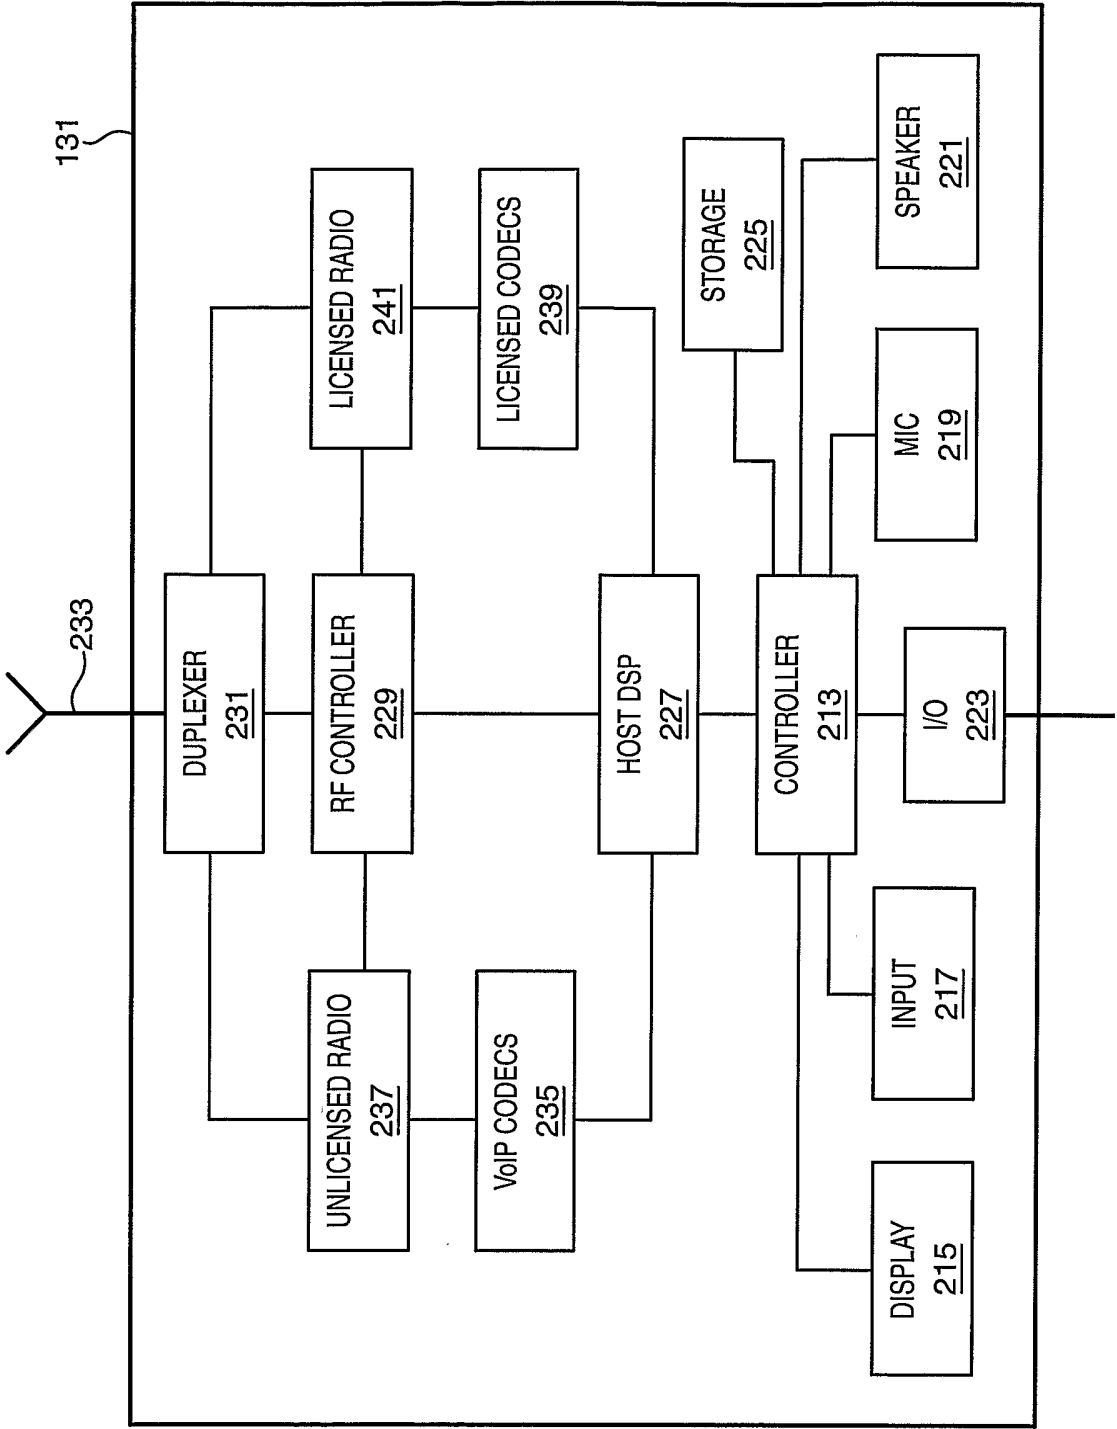 131
233
DUPLEXER
231
UNLICENSED RADIO
237
RF CONTROLLER
229
LICENSED RADIO
241
VoIP CODECS
235
LICENSED CODECS
239
HOST DSP
227
STORAGE
225
CONTROLLER
213
DISPLAY
215
INPUT
217
I/O
223
MIC
219
SPEAKER
221